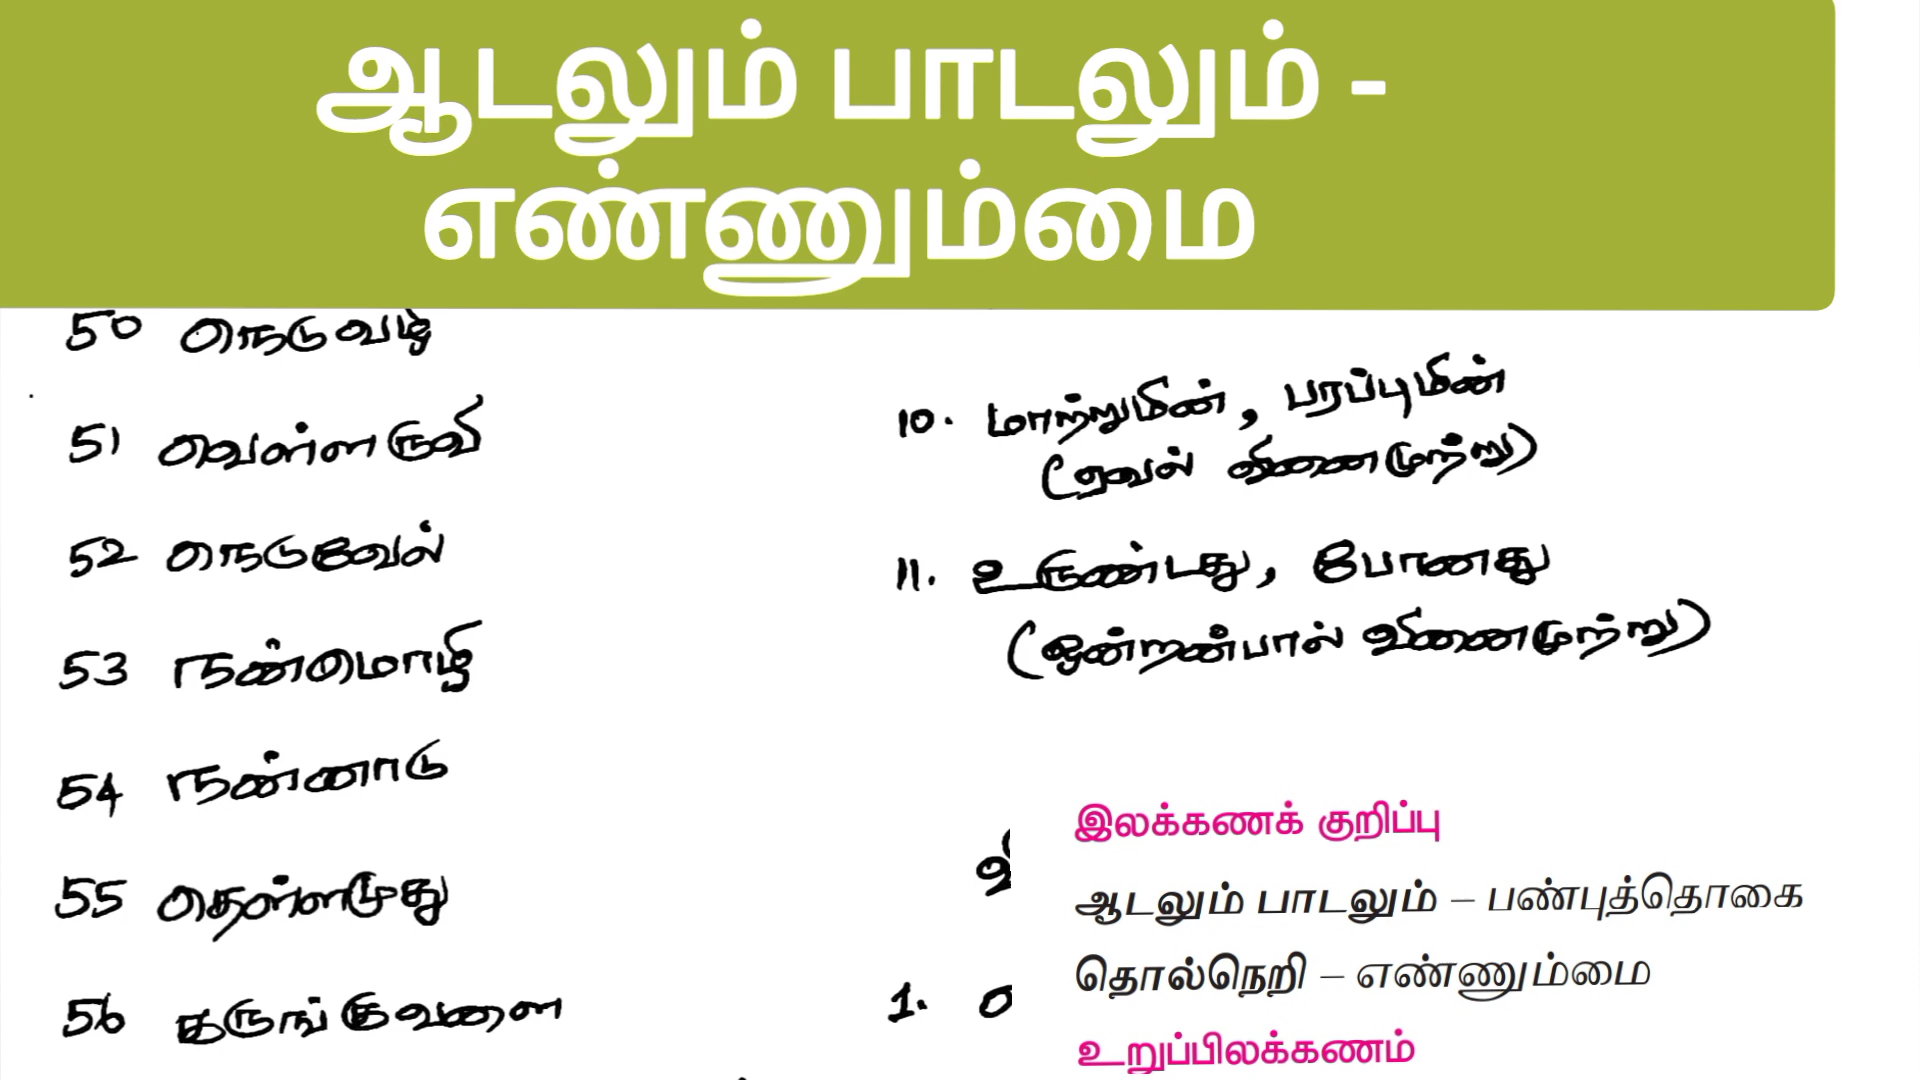 ஆடலும் பாடலும் -
எண்ணும்மை
50 நெடுவழி
51 வெள்ளருவி
52 நெடுவேல்
53 நன்மொழி
54 நன்னாடு
55 தெள்ளமுது
56 கருங்குவளை
10. மாற்றுமின், பரப்புமின்
(ஏவல் வினைமுற்று)
11. உருண்டது, போனது
(ஒன்றன்பால் வினைமுற்று)
1.
இலக்கணக் குறிப்பு
ஆடலும் பாடலும் – பண்புத்தொகை
தொல்நெறி – எண்ணும்மை
உறுப்பிலக்கணம்